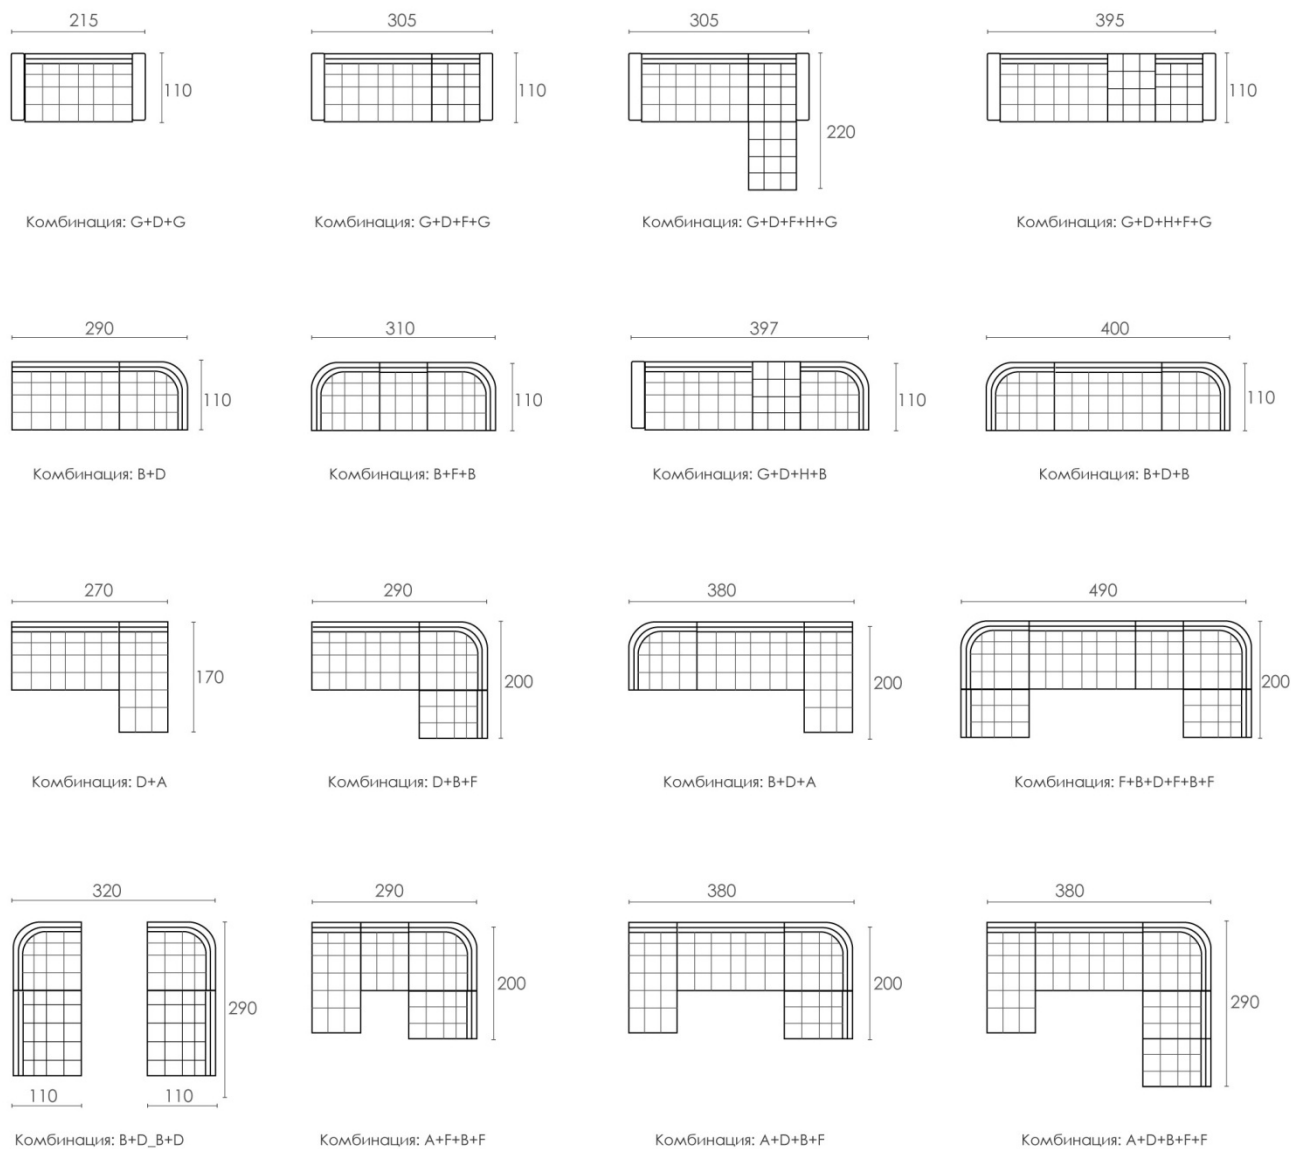 215
305
305
395
110
110
220
110
Комбинация: G+D+G
Комбинация: G+D+F+G
Комбинация: G+D+F+H+G
Комбинация: G+D+H+F+G
290
310
397
400
110
110
110
110
Комбинация: B+D
Комбинация: B+F+B
Комбинация: G+D+H+B
Комбинация: B+D+B
270
290
380
490
170
200
200
200
Комбинация: D+A
Комбинация: D+B+F
Комбинация: B+D+A
Комбинация: F+B+D+F+B+F
320
290
380
380
290
200
200
290
110
110
Комбинация: B+D_B+D
Комбинация: A+F+B+F
Комбинация: A+D+B+F
Комбинация: A+D+B+F+F